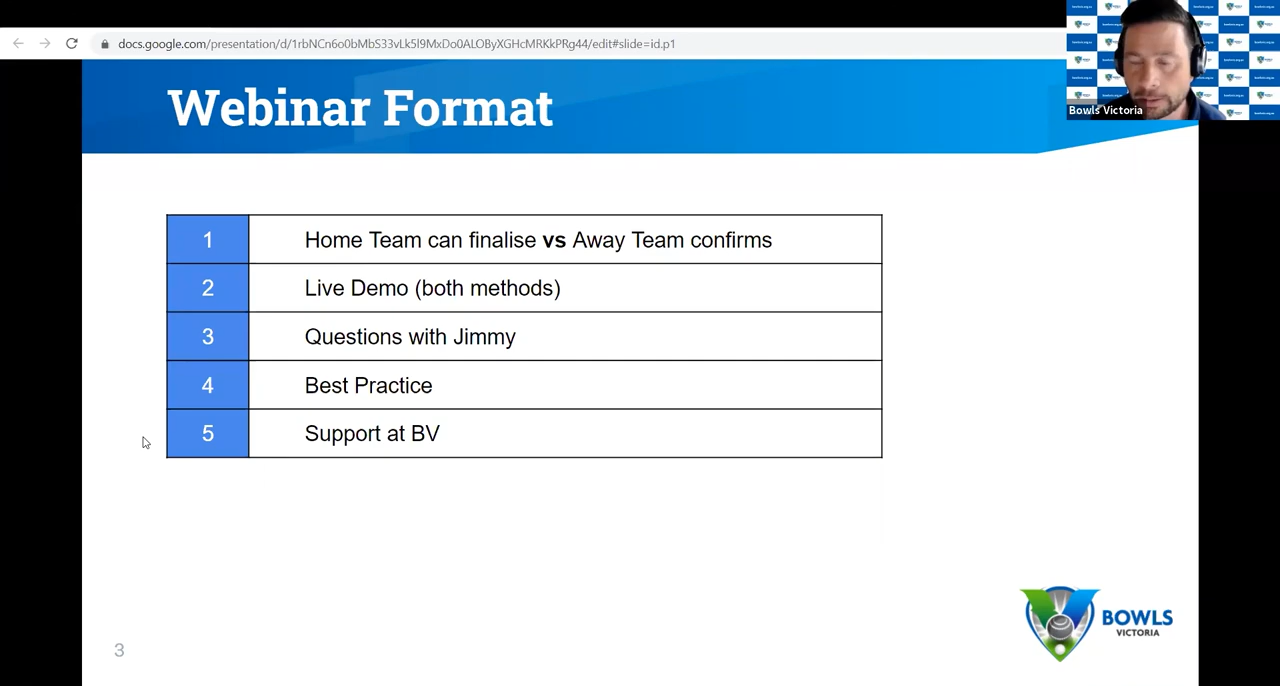 docs.google.com/presentation/d/1rbNCn6o0bMbS33vLk5l9MxDo0ALOByXGHcMRKkPRg44/edit#slide=id.p1
Bowls Victoria
Webinar Format
1 Home Team can finalise vs Away Team confirms
2 Live Demo (both methods)
3 Questions with Jimmy
4 Best Practice
5 Support at BV
BOWLS
VICTORIA
3